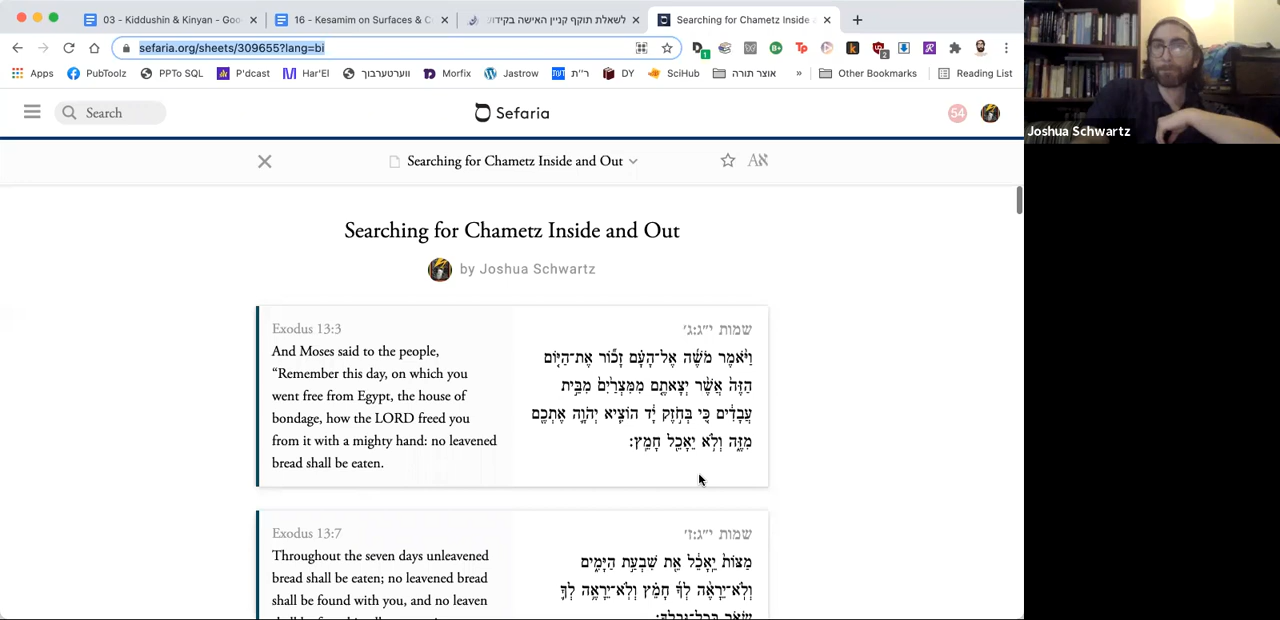 03 - Kiddushin & Kinyan - Goo
16 - Kesamim on Surfaces & C
לשאלת תוקף קניין האישה בקידוש
Searching for Chametz Inside a
sefaria.org/sheets/309655?lang=bi
Apps
PubToolz
PPTo SQL
P'dcast
Har'El
ווערטערבוך
Morfix
Jastrow
ר"ת
DY
SciHub
אוצר תורה
»
Other Bookmarks
Reading List
Search
Sefaria
54
Searching for Chametz Inside and Out
Searching for Chametz Inside and Out
by Joshua Schwartz
Exodus 13:3
And Moses said to the people,
“Remember this day, on which you
went free from Egypt, the house of
bondage, how the LORD freed you
from it with a mighty hand: no leavened
bread shall be eaten.
שמות י״ג:ג׳
וַיֹּ֨אמֶר מֹשֶׁ֜ה אֶל־הָעָ֗ם זָכ֞וֹר אֶת־הַיּ֤וֹם
הַזֶּה֙ אֲשֶׁ֨ר יְצָאתֶ֤ם מִמִּצְרַ֙יִם֙ מִבֵּ֣ית
עֲבָדִ֔ים כִּ֚י בְּחֹ֣זֶק יָ֔ד הוֹצִ֧יא יְהֹוָ֛ה אֶתְכֶ֖ם
מִזֶּ֑ה וְלֹ֥א יֵאָכֵ֖ל חָמֵֽץ׃
Exodus 13:7
Throughout the seven days unleavened
bread shall be eaten; no leavened bread
shall be found with you, and no leaven
שמות י״ג:ז׳
מַצּוֹת֙ יֵֽאָכֵ֔ל אֵ֖ת שִׁבְעַ֣ת הַיָּמִ֑ים
וְלֹֽא־יֵרָאֶ֨ה לְךָ֜ חָמֵ֗ץ וְלֹֽא־יֵרָאֶ֥ה לְךָ֛
Joshua Schwartz